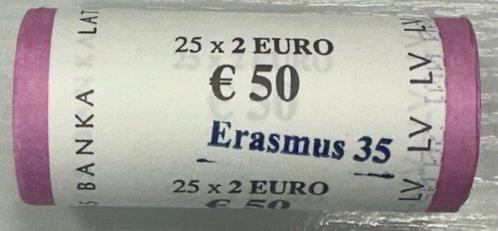 25 x 2 EURO
€ 50
Erasmus 35
25 x 2 EURO
€ 50
S BANKA LAT
LV LV LV LV